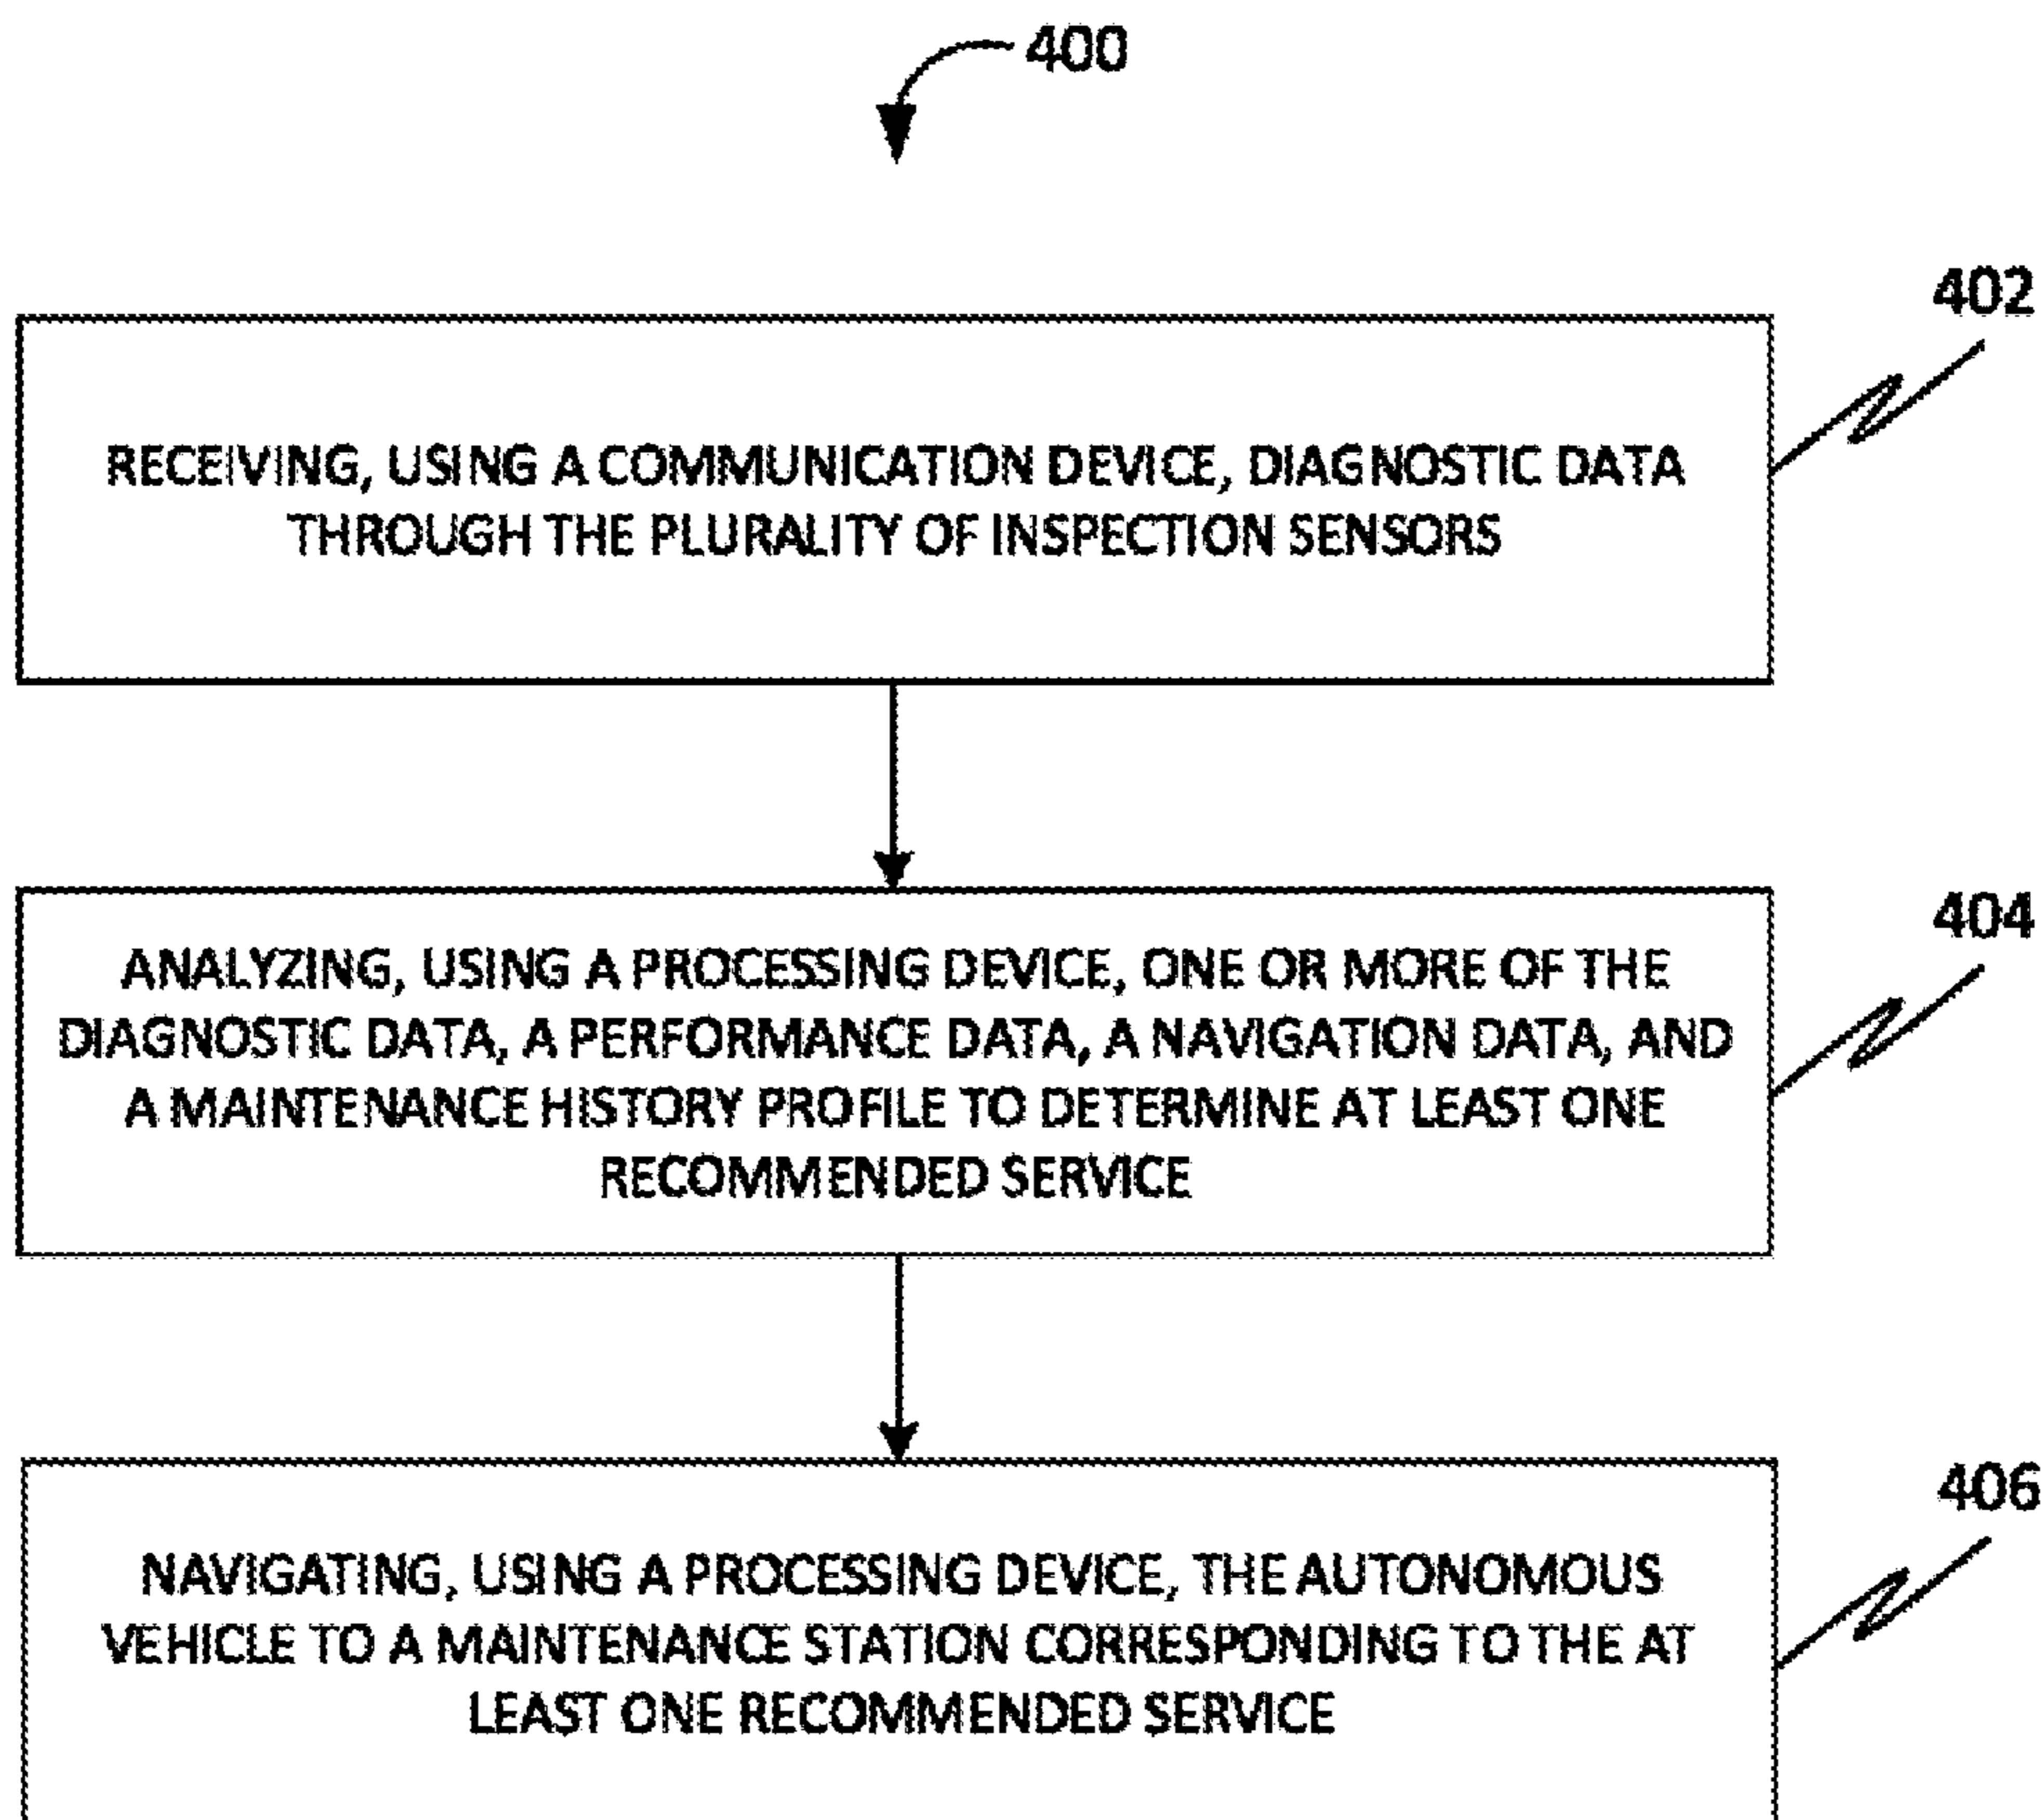 400
402
RECEIVING, USING A COMMUNICATION DEVICE, DIAGNOSTIC DATA
THROUGH THE PLURALITY OF INSPECTION SENSORS
404
ANALYZING, USING A PROCESSING DEVICE, ONE OR MORE OF THE
DIAGNOSTIC DATA, A PERFORMANCE DATA, A NAVIGATION DATA, AND
A MAINTENANCE HISTORY PROFILE TO DETERMINE AT LEAST ONE
RECOMMENDED SERVICE
406
NAVIGATING, USING A PROCESSING DEVICE, THE AUTONOMOUS
VEHICLE TO A MAINTENANCE STATION CORRESPONDING TO THE AT
LEAST ONE RECOMMENDED SERVICE